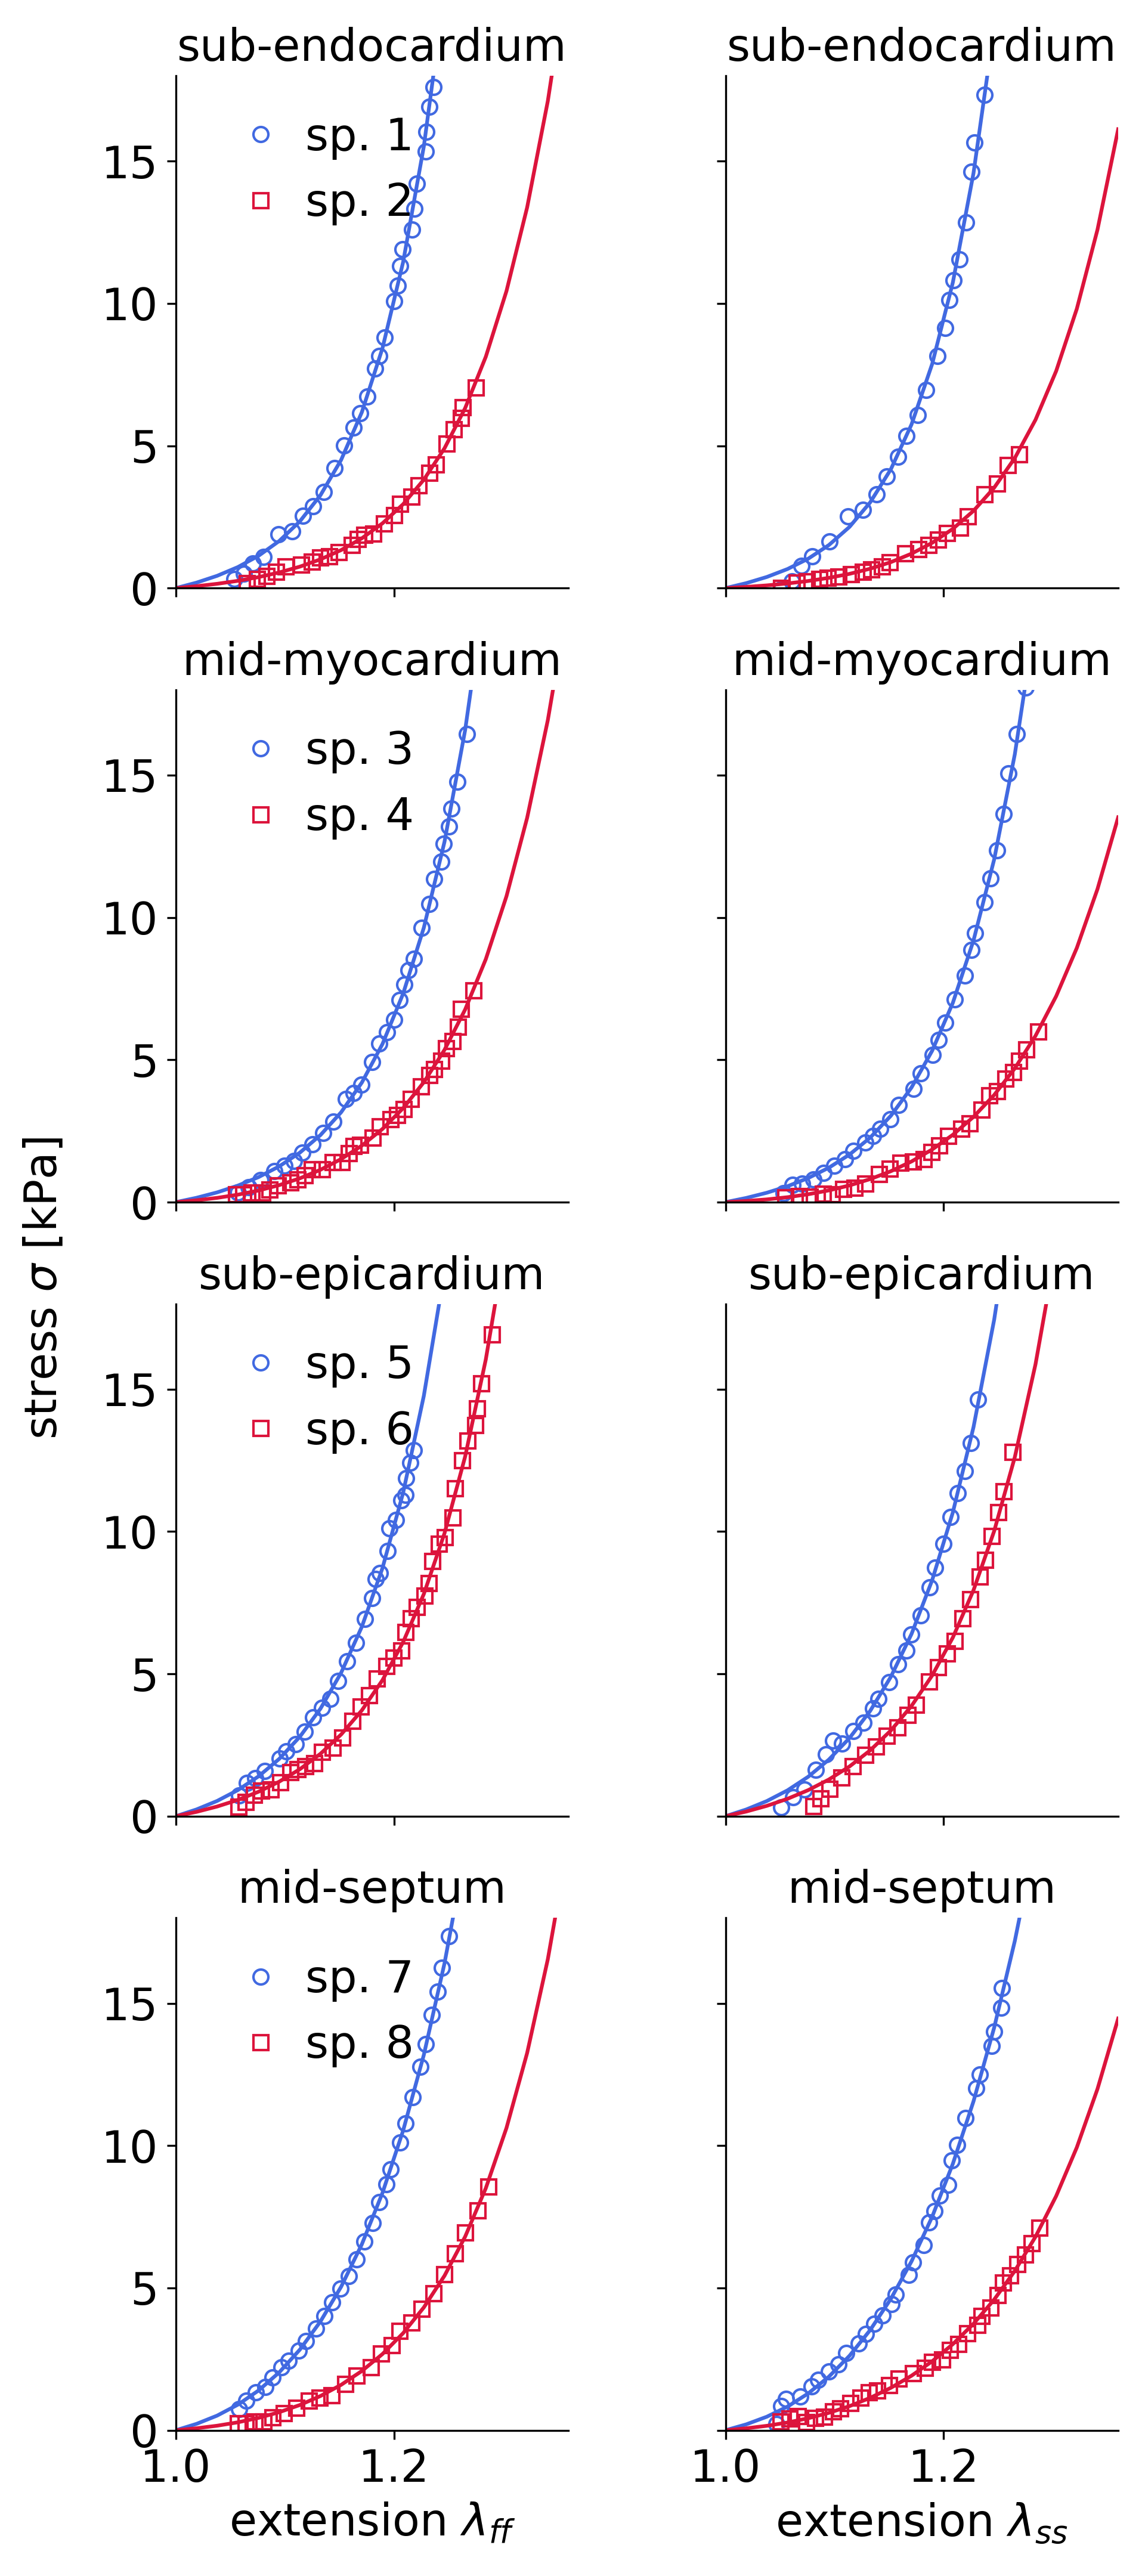 sub-endocardium
sub-endocardium
sp. 1
sp. 2
15
10
5
0
mid-myocardium
mid-myocardium
sp. 3
sp. 4
15
10
5
0
stress σ [kPa]
sub-epicardium
sub-epicardium
sp. 5
sp. 6
15
10
5
0
mid-septum
mid-septum
sp. 7
sp. 8
15
10
5
0
1.0 1.2
1.0 1.2
extension λff
extension λss